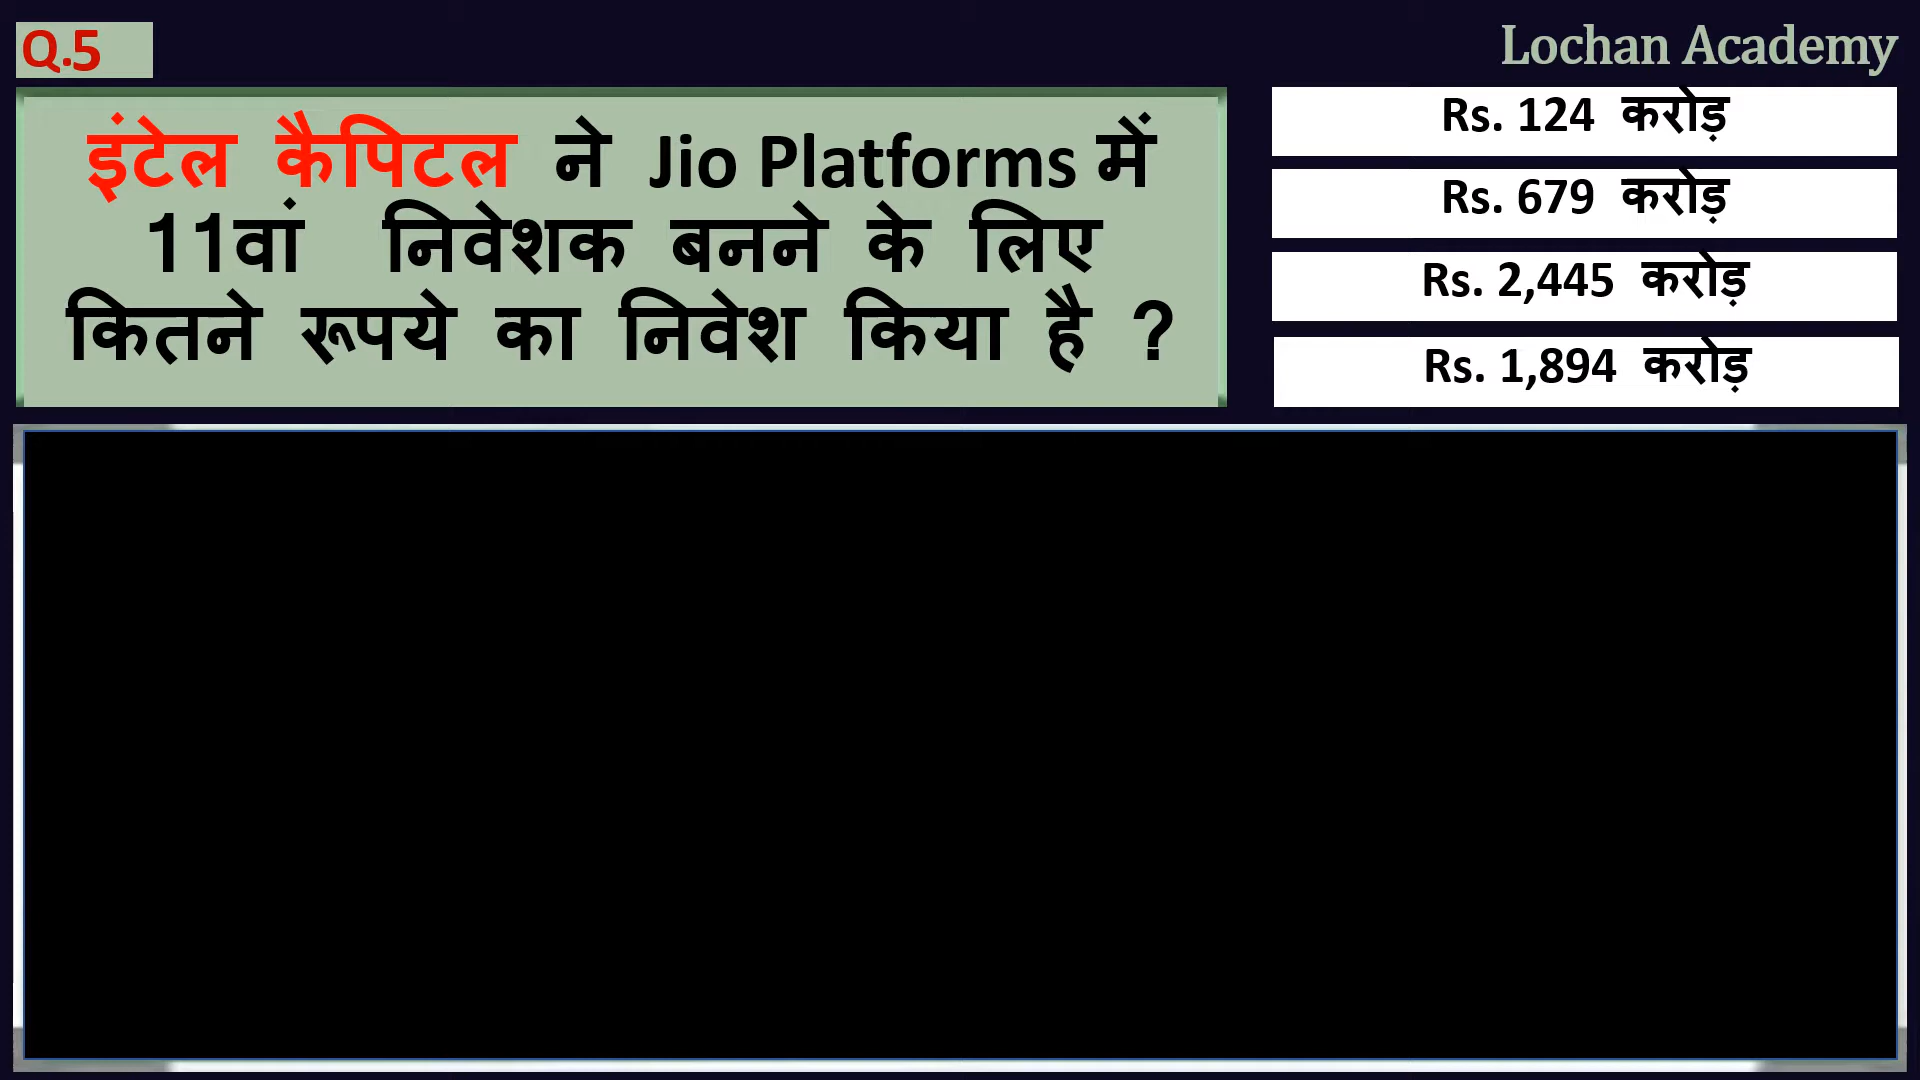 Q.5
Lochan Academy
इंटेल कैपिटल ने Jio Platforms में
11वां निवेशक बनने के लिए
कितने रूपये का निवेश किया है ?
Rs. 124 करोड़
Rs. 679 करोड़
Rs. 2,445 करोड़
Rs. 1,894 करोड़